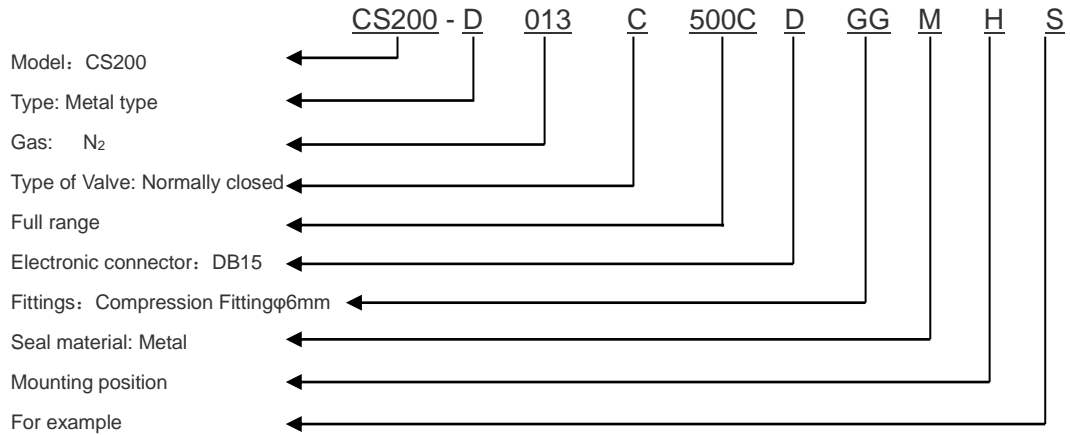 CS200 - D 013 C 500C D GG M H S
Model：CS200
Type: Metal type
Gas: N₂
Type of Valve: Normally closed
Full range
Electronic connector：DB15
Fittings：Compression Fittingφ6mm
Seal material: Metal
Mounting position
For example